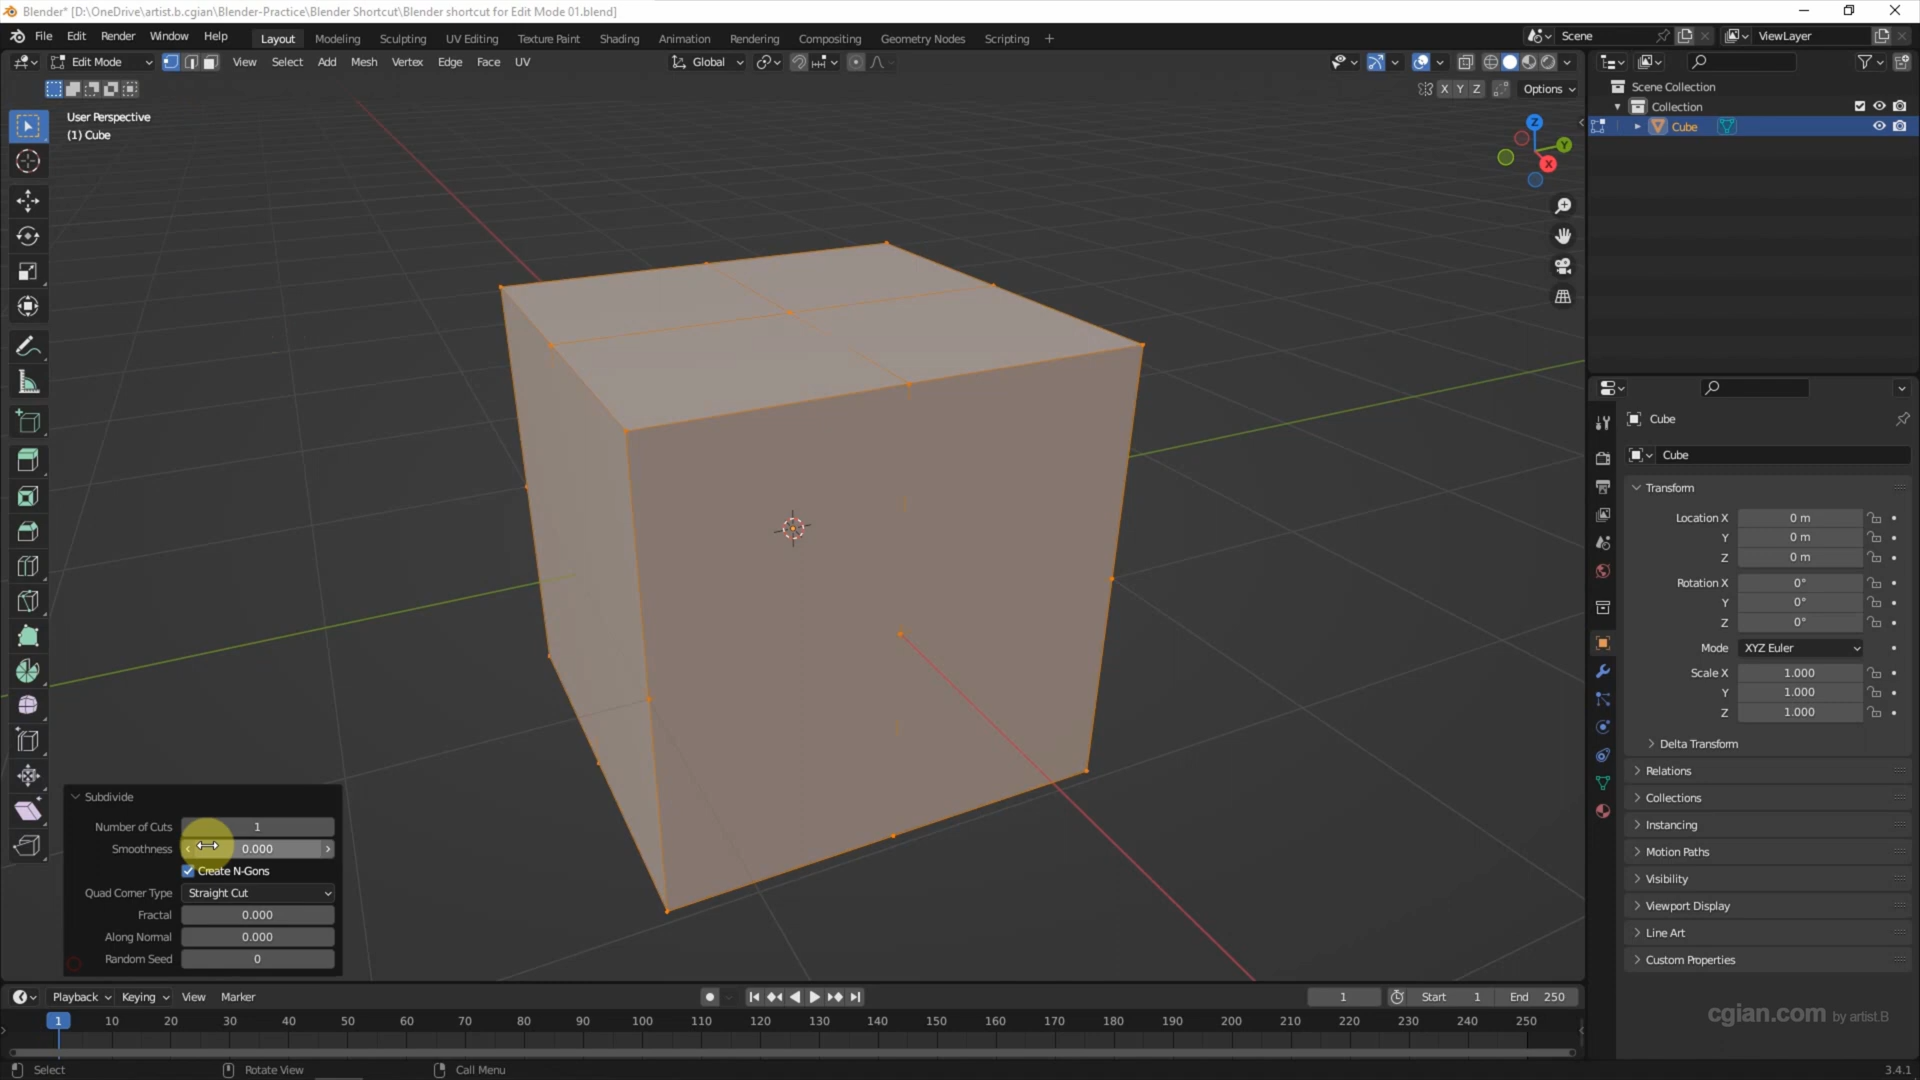 Blender* [D:\OneDrive\artist.b.cgian\Blender-Practice\Blender Shortcut\Blender shortcut for Edit Mode 01.blend]
File Edit Render Window Help Layout Modeling Sculpting UV Editing Texture Paint Shading Animation Rendering Compositing Geometry Nodes Scripting + Scene ViewLayer
Edit Mode View Select Add Mesh Vertex Edge Face UV Global
X Y Z Options
User Perspective
(1) Cube
Z
Y
X
Scene Collection
Collection
Cube
Cube
Cube
Transform
Location X 0 m
Y 0 m
Z 0 m
Rotation X 0°
Y 0°
Z 0°
Mode XYZ Euler
Scale X 1.000
Y 1.000
Z 1.000
Delta Transform
Relations
Collections
Instancing
Motion Paths
Visibility
Viewport Display
Line Art
Custom Properties
Subdivide
Number of Cuts 1
Smoothness 0.000
Create N-Gons
Quad Corner Type Straight Cut
Fractal 0.000
Along Normal 0.000
Random Seed 0
Playback Keying View Marker 1 Start 1 End 250
1 10 20 30 40 50 60 70 80 90 100 110 120 130 140 150 160 170 180 190 200 210 220 230 240 250
cgian.com by artist.B
Select Rotate View Call Menu 3.4.1